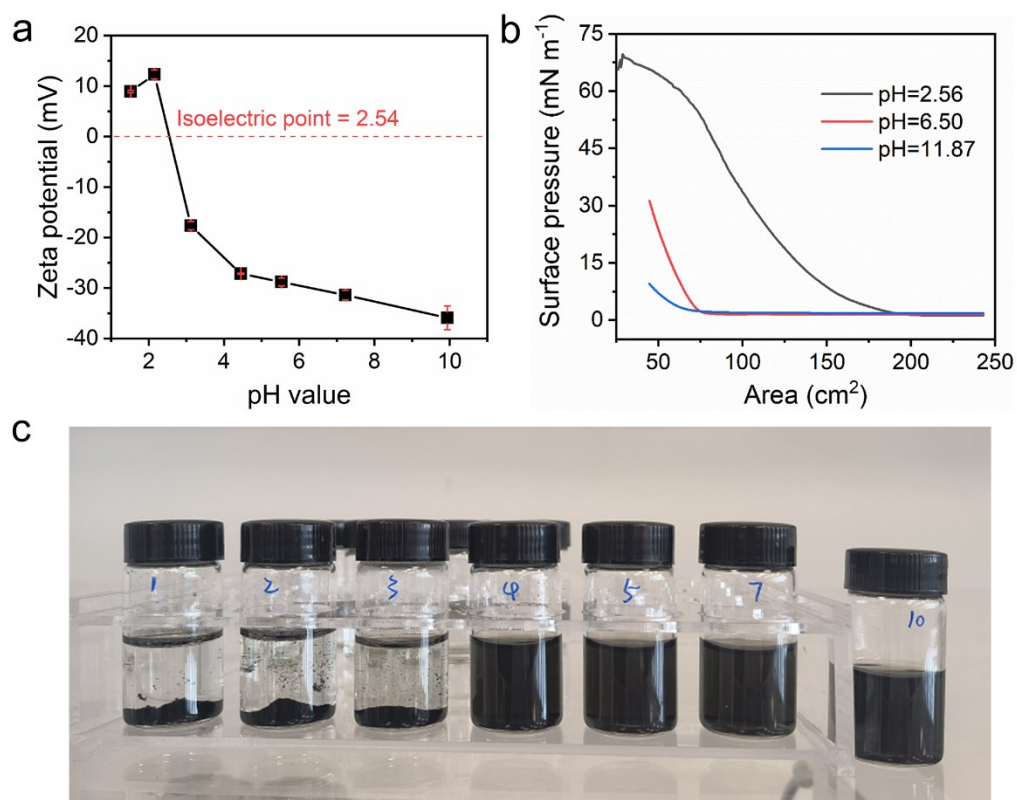 a
20
10
0
-10
-20
-30
-40
Zeta potential (mV)
Isoelectric point = 2.54
2
4
6
8
10
pH value
b
75
60
45
30
15
0
Surface pressure (mN m⁻¹)
pH=2.56
pH=6.50
pH=11.87
50
100
150
200
250
Area (cm²)
c
1
2
3
4
5
7
10